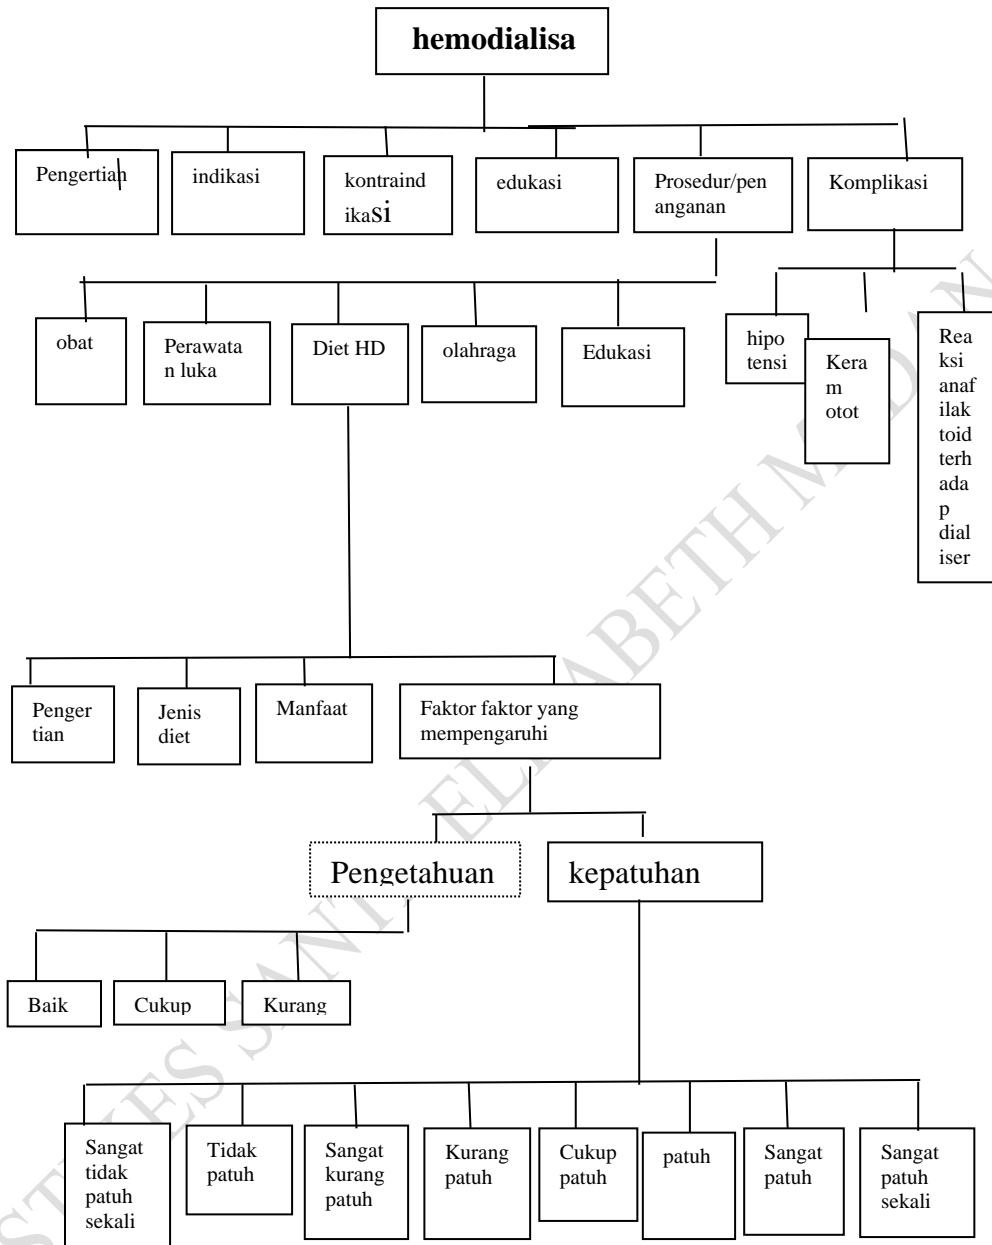 hemodialisa
Pengertian
indikasi
kontraind
ikasi
edukasi
Prosedur/pen
anganan
Komplikasi
obat
Perawata
n luka
Diet HD
olahraga
Edukasi
hipo
tensi
Kera
m
otot
Rea
ksi
anaf
ilak
toid
terh
ada
p
dial
iser
Penger
tian
Jenis
diet
Manfaat
Faktor faktor yang
mempengaruhi
Pengetahuan
kepatuhan
Baik
Cukup
Kurang
Sangat
tidak
patuh
sekali
Tidak
patuh
Sangat
kurang
patuh
Kurang
patuh
Cukup
patuh
patuh
Sangat
patuh
Sangat
patuh
sekali